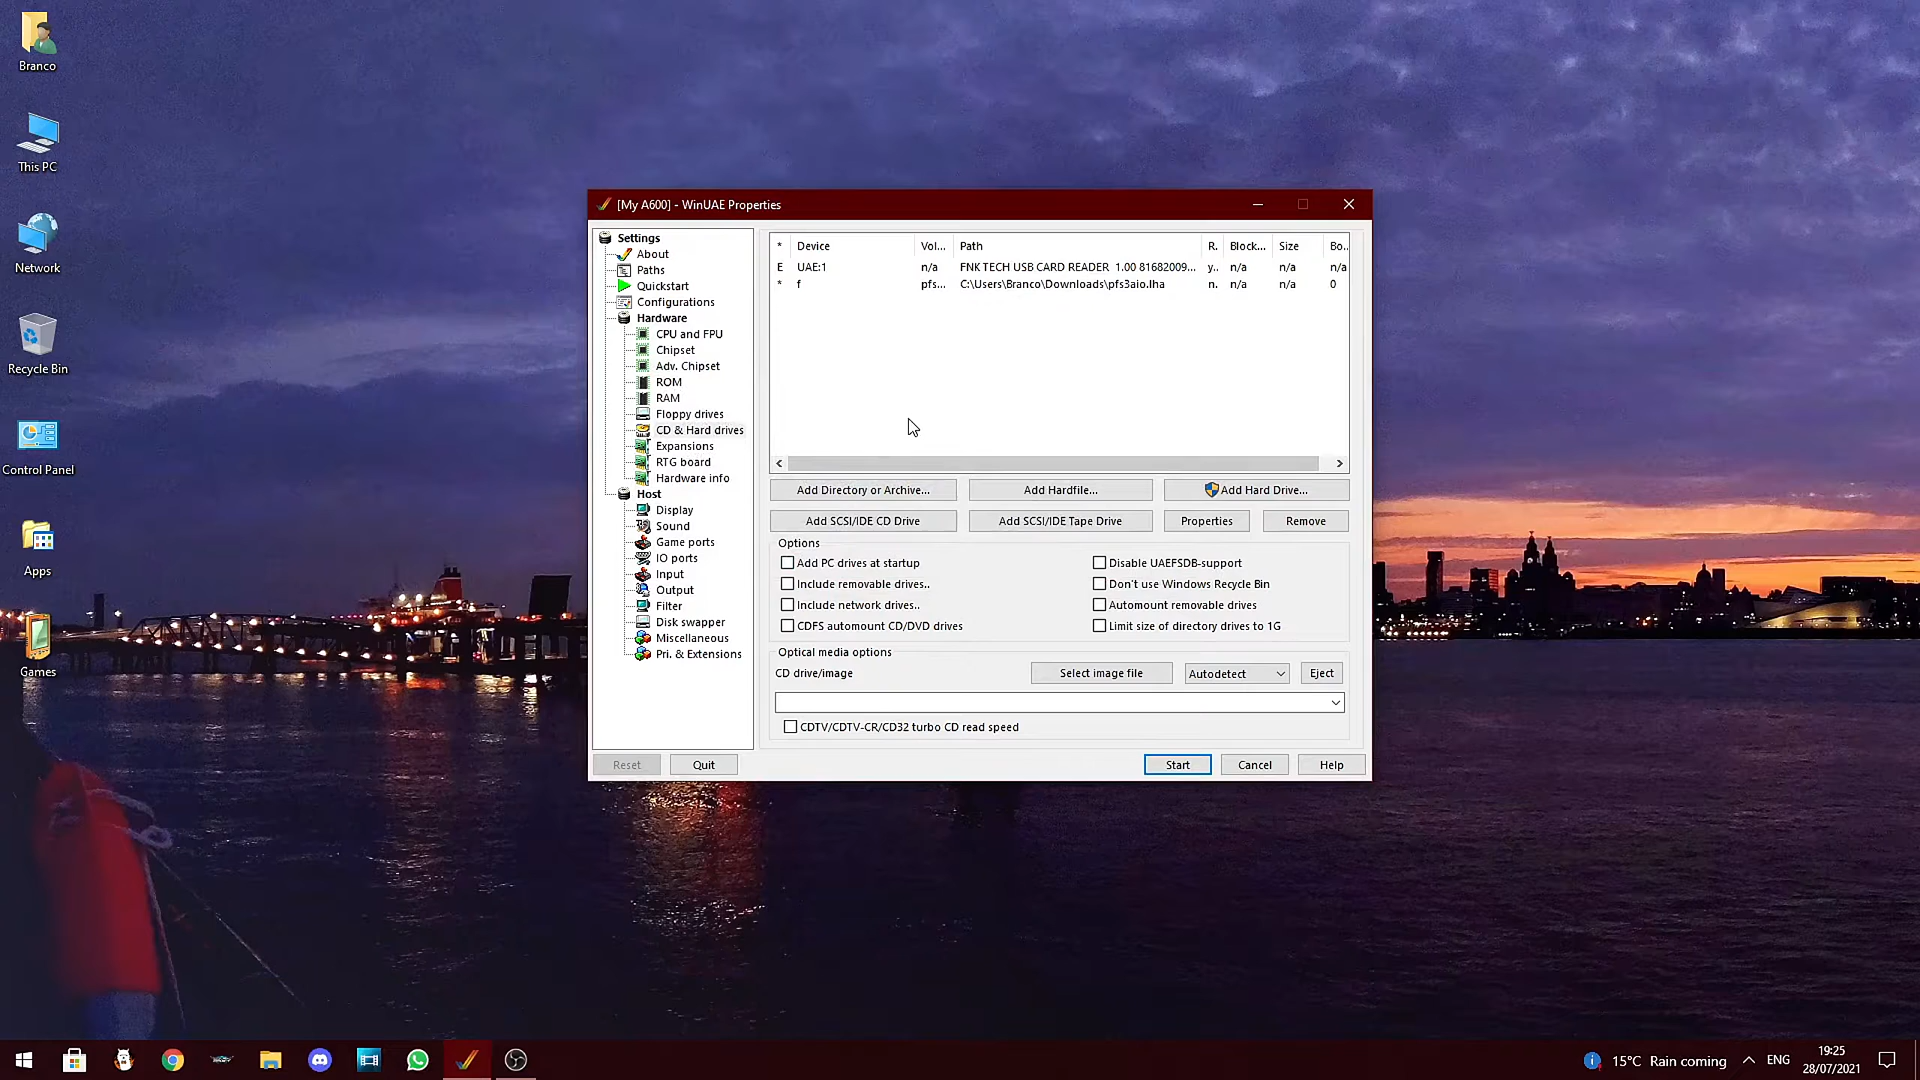 Branco
This PC
Network
Recycle Bin
Control Panel
Apps
Games
[My A600] - WinUAE Properties
Settings
About
Paths
Quickstart
Configurations
Hardware
CPU and FPU
Chipset
Adv. Chipset
ROM
RAM
Floppy drives
CD & Hard drives
Expansions
RTG board
Hardware info
Host
Display
Sound
Game ports
IO ports
Input
Output
Filter
Disk swapper
Miscellaneous
Pri. & Extensions
* Device Vol... Path R. Block... Size Bo..
E UAE:1 n/a FNK TECH USB CARD READER 1.00 81682009... y.. n/a n/a n/a
* f pfs... C:\Users\Branco\Downloads\pfs3aio.lha n. n/a n/a 0
Add Directory or Archive... Add Hardfile... Add Hard Drive...
Add SCSI/IDE CD Drive Add SCSI/IDE Tape Drive Properties Remove
Options
Add PC drives at startup Disable UAEFSDB-support
Include removable drives.. Don't use Windows Recycle Bin
Include network drives.. Automount removable drives
CDFS automount CD/DVD drives Limit size of directory drives to 1G
Optical media options
CD drive/image Select image file Autodetect Eject
CDTV/CDTV-CR/CD32 turbo CD read speed
Reset Quit Start Cancel Help
15°C Rain coming ENG 19:25
28/07/2021